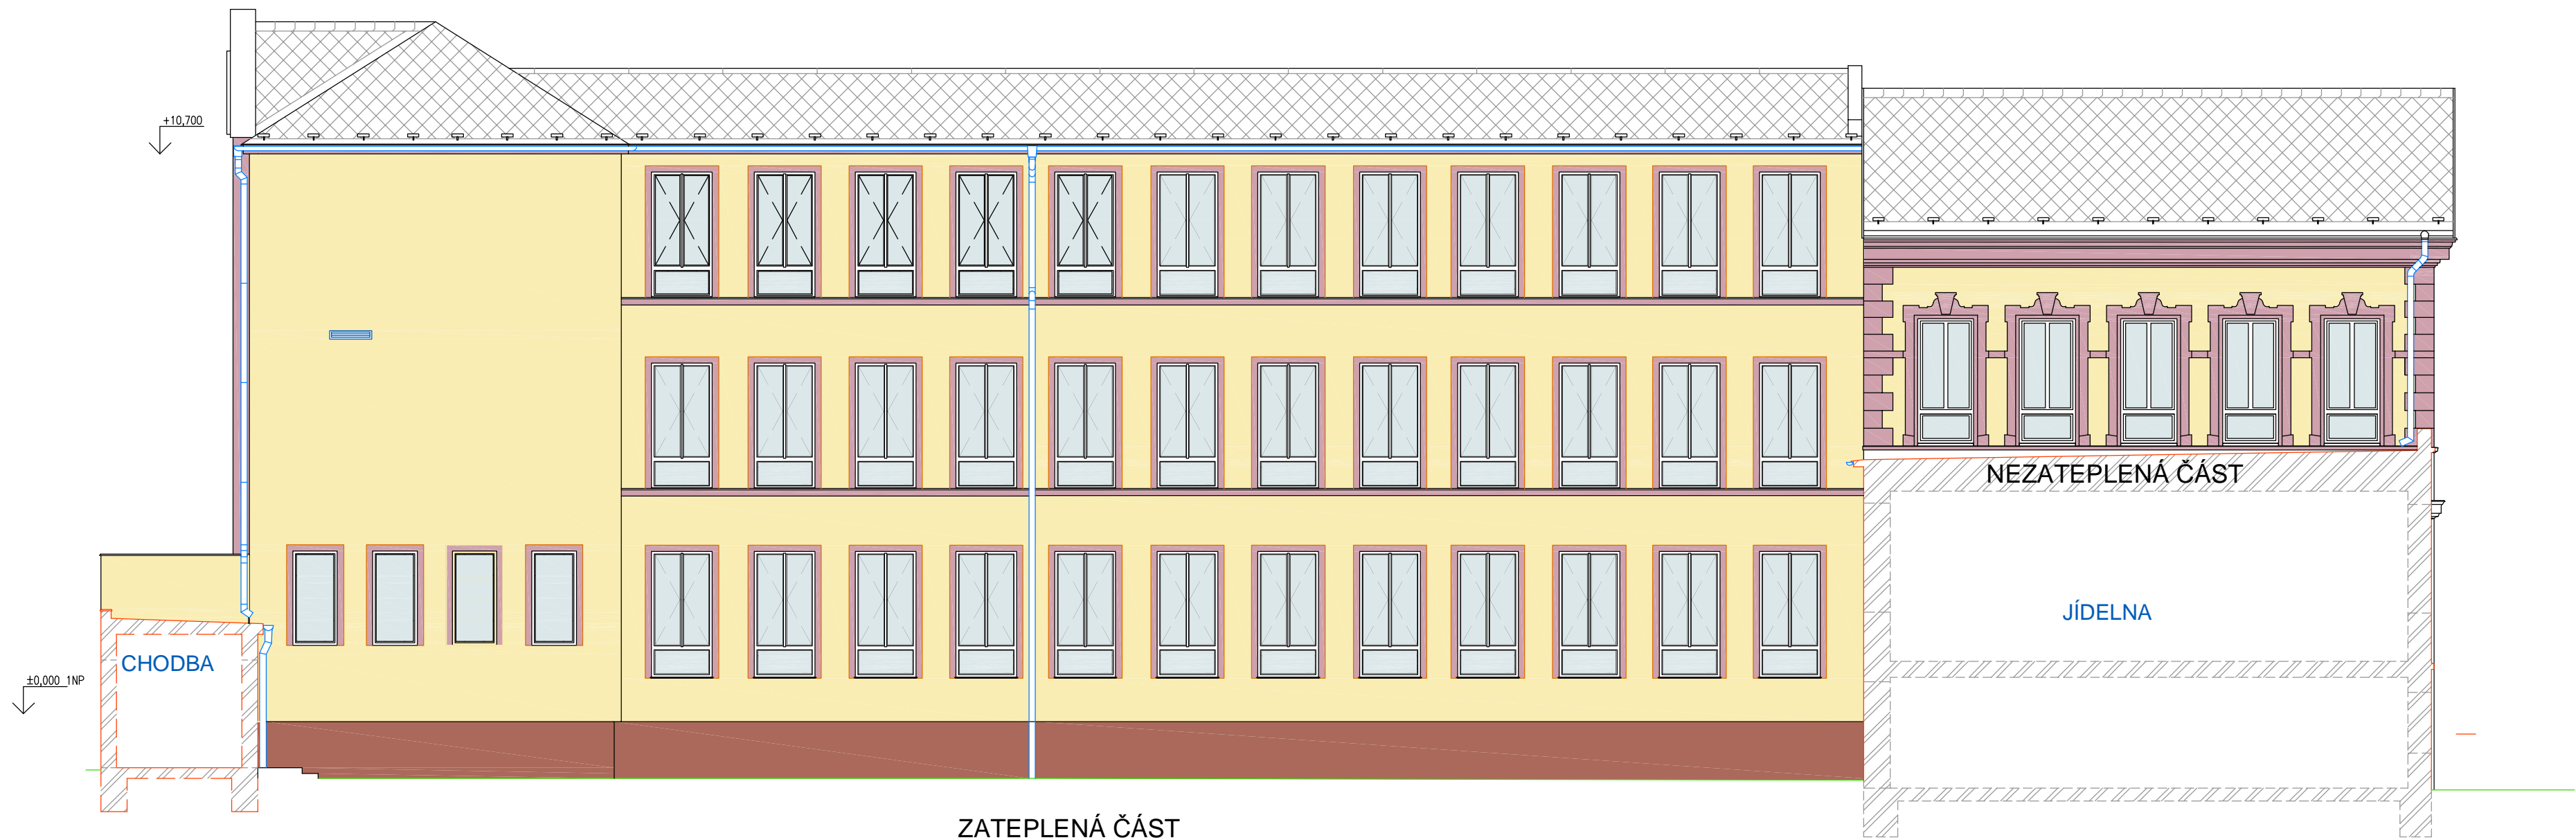 +10,700
NEZATEPLENÁ ČÁST
JÍDELNA
CHODBA
±0,000 1NP
ZATEPLENÁ ČÁST